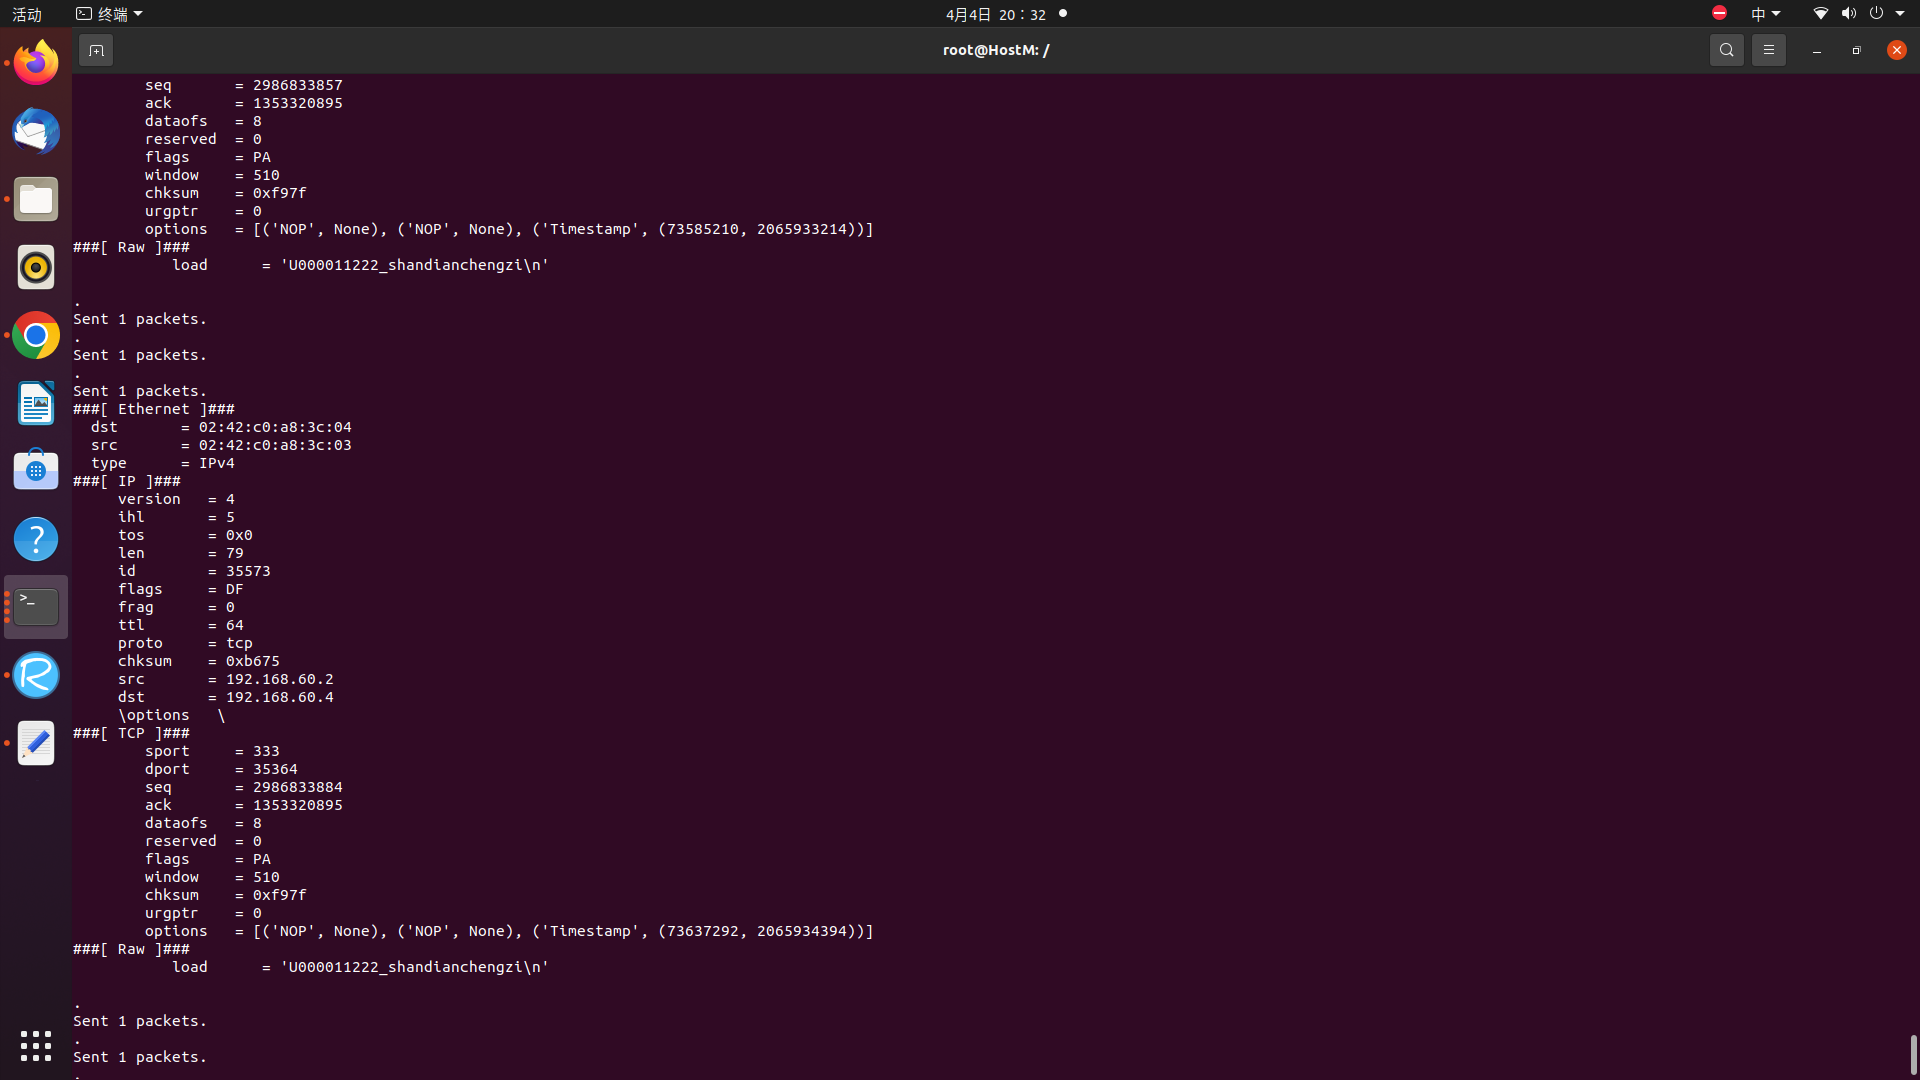 活动
终端
4月4日 20：32
中
root@HostM: /
seq = 2986833857
ack = 1353320895
dataofs = 8
reserved = 0
flags = PA
window = 510
chksum = 0xf97f
urgptr = 0
options = [('NOP', None), ('NOP', None), ('Timestamp', (73585210, 2065933214))]
###[ Raw ]###
load = 'U000011222_shandianchengzi\n'
.
Sent 1 packets.
.
Sent 1 packets.
.
Sent 1 packets.
###[ Ethernet ]###
dst = 02:42:c0:a8:3c:04
src = 02:42:c0:a8:3c:03
type = IPv4
###[ IP ]###
version = 4
ihl = 5
tos = 0x0
len = 79
id = 35573
flags = DF
frag = 0
ttl = 64
proto = tcp
chksum = 0xb675
src = 192.168.60.2
dst = 192.168.60.4
\options \
###[ TCP ]###
sport = 333
dport = 35364
seq = 2986833884
ack = 1353320895
dataofs = 8
reserved = 0
flags = PA
window = 510
chksum = 0xf97f
urgptr = 0
options = [('NOP', None), ('NOP', None), ('Timestamp', (73637292, 2065934394))]
###[ Raw ]###
load = 'U000011222_shandianchengzi\n'
.
Sent 1 packets.
.
Sent 1 packets.
.